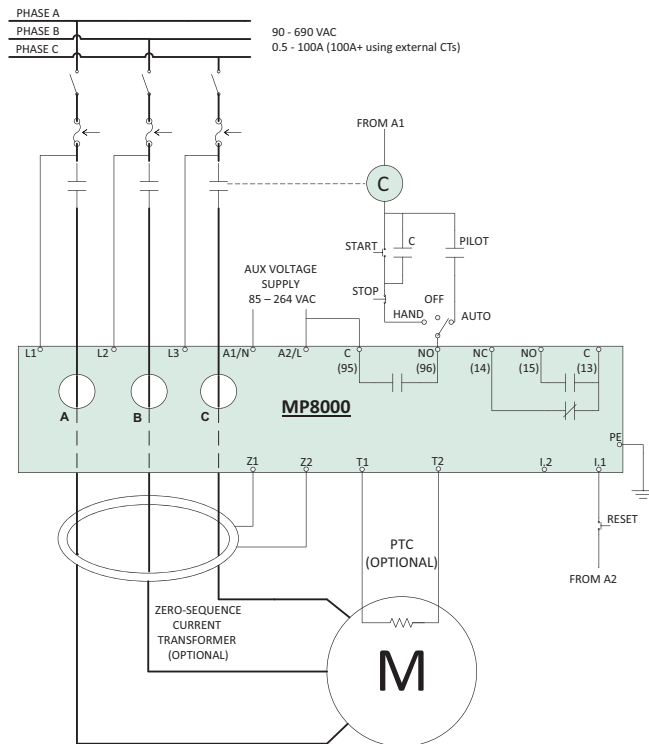 PHASE A
PHASE B
PHASE C
90 - 690 VAC
0.5 - 100A (100A+ using external CTs)
FROM A1
C
START
C
PILOT
AUX VOLTAGE
SUPPLY
85 – 264 VAC
STOP
OFF
HAND
AUTO
L1
L2
L3
A1/N
A2/L
C
(95)
NO
(96)
NC
(14)
NO
(15)
C
(13)
A
B
C
MP8000
PE
Z1
Z2
T1
T2
I.2
I.1
RESET
FROM A2
PTC
(OPTIONAL)
ZERO-SEQUENCE
CURRENT
TRANSFORMER
(OPTIONAL)
M